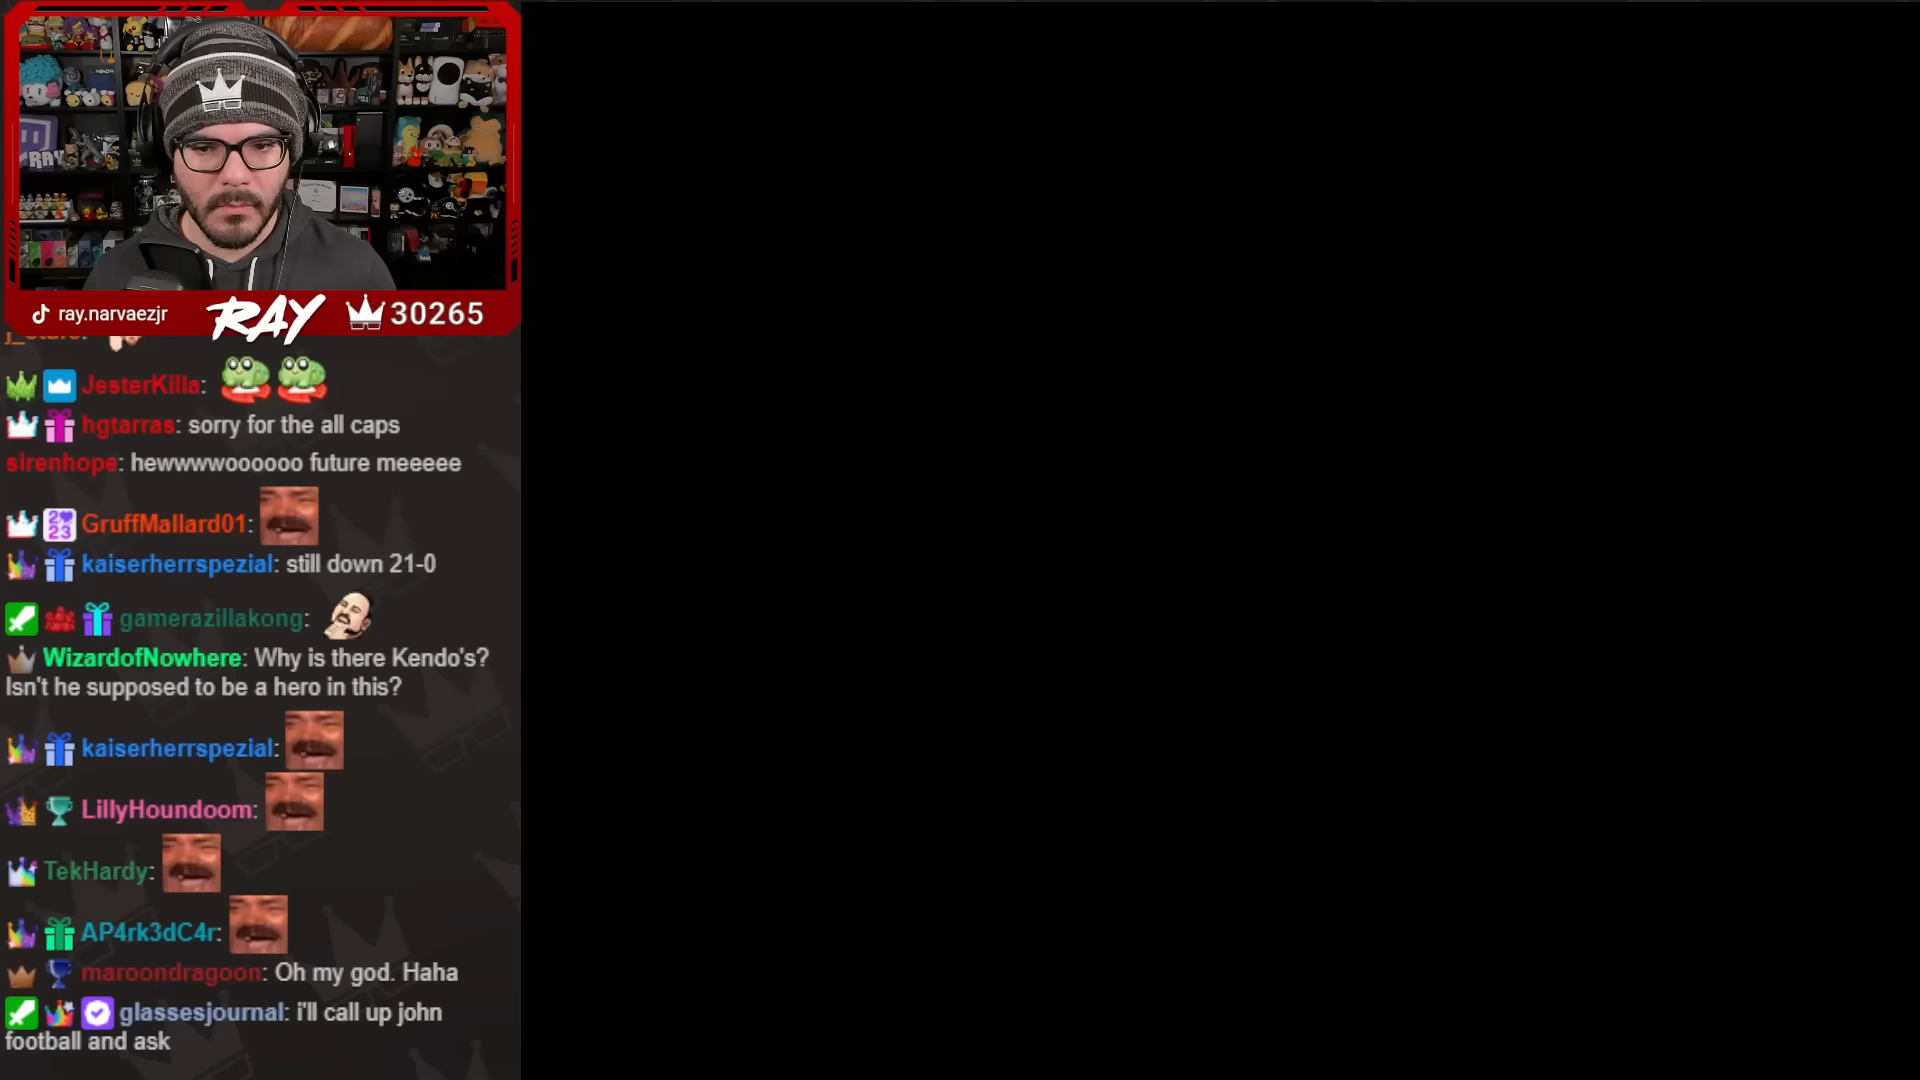 RAY
ray.narvaezjr
RAY
30265
JesterKilla:
hgtarras: sorry for the all caps
sirenhope: hewwwwoooooo future meeeee
GruffMallard01:
kaiserherrspezial: still down 21-0
gamerazillakong:
WizardofNowhere: Why is there Kendo's?
Isn't he supposed to be a hero in this?
kaiserherrspezial:
LillyHoundoom:
TekHardy:
AP4rk3dC4r:
maroondragoon: Oh my god. Haha
glassesjournal: i'll call up john
football and ask